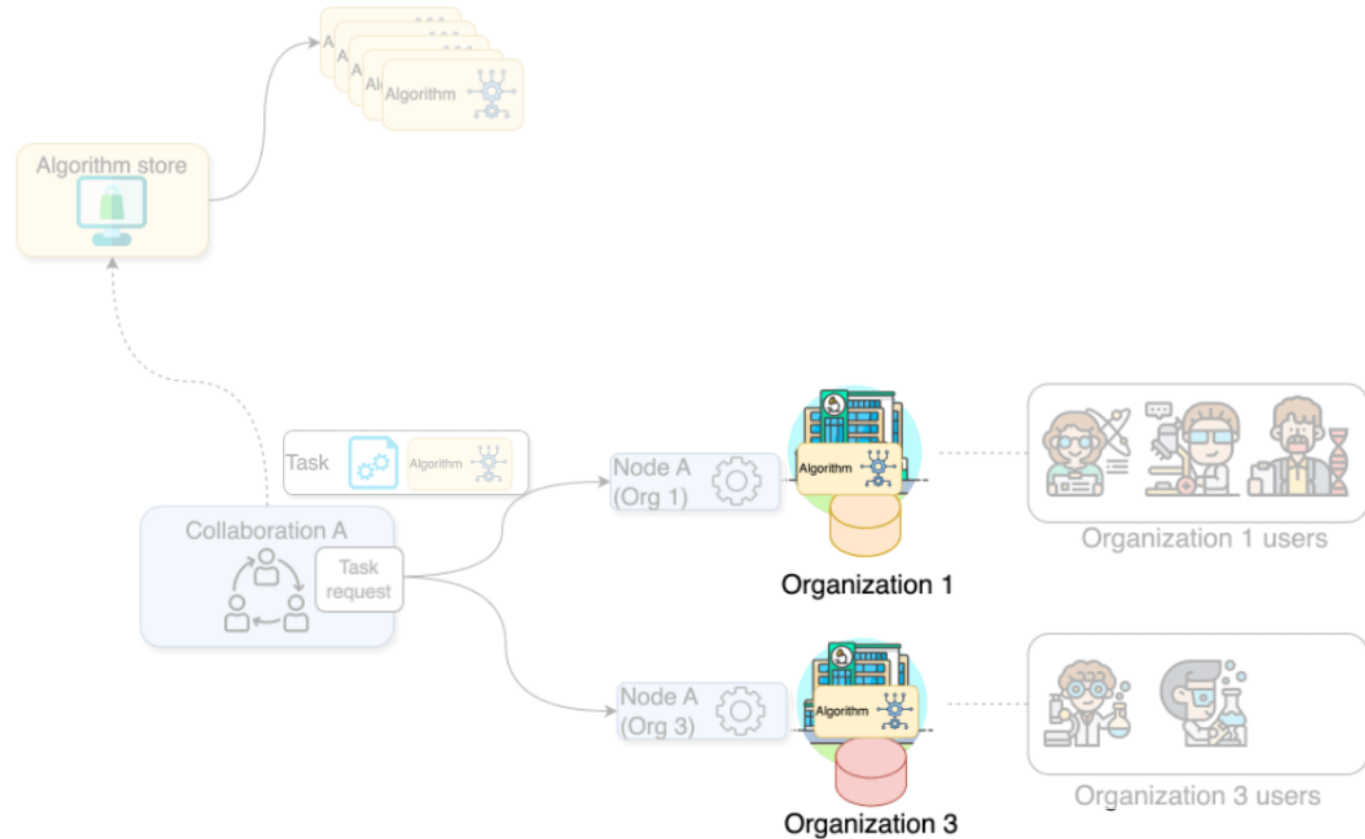 A
A
A
Al
Algorithm
Algorithm store
Task
Algorithm
Collaboration A
Task
request
Node A
(Org 1)
Algorithm
Organization 1
Organization 1 users
Node A
(Org 3)
Algorithm
Organization 3
Organization 3 users